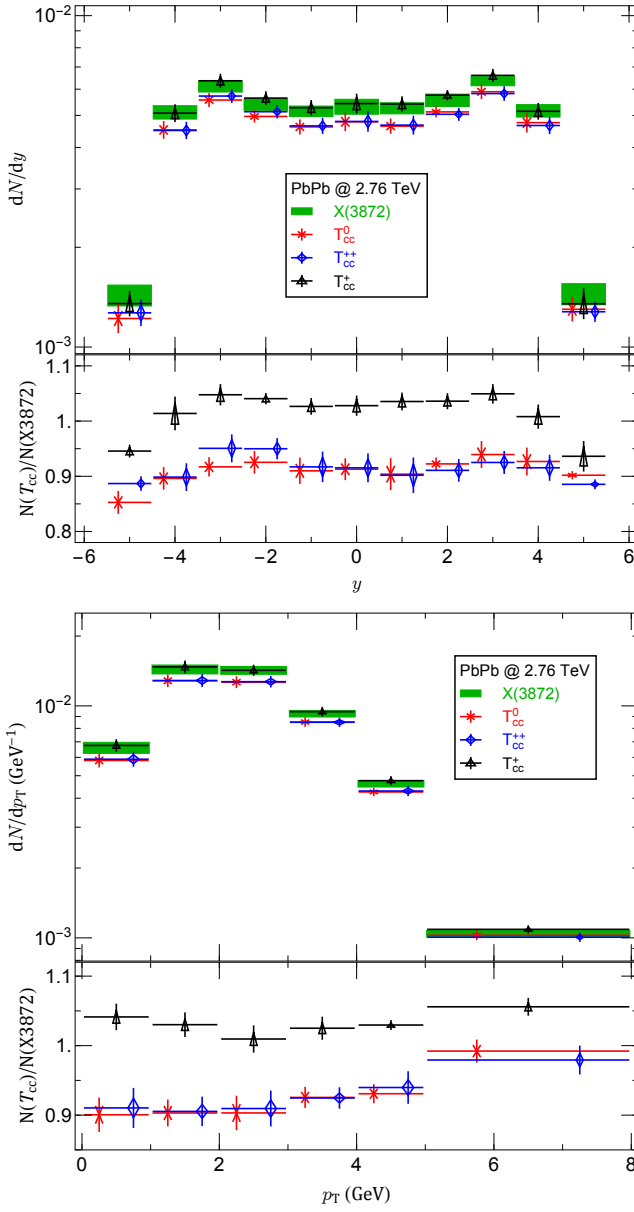 10⁻²
dN/dy
PbPb @ 2.76 TeV
X(3872)
T⁰cc
T⁺⁺cc
T⁺cc
10⁻³
1.1
1.0
0.9
0.8
N(Tcc)/N(X3872)
−6 −4 −2 0 2 4 6
y
10⁻²
dN/dpT (GeV⁻¹)
PbPb @ 2.76 TeV
X(3872)
T⁰cc
T⁺⁺cc
T⁺cc
10⁻³
1.1
1.0
0.9
N(Tcc)/N(X3872)
0 2 4 6 8
pT (GeV)